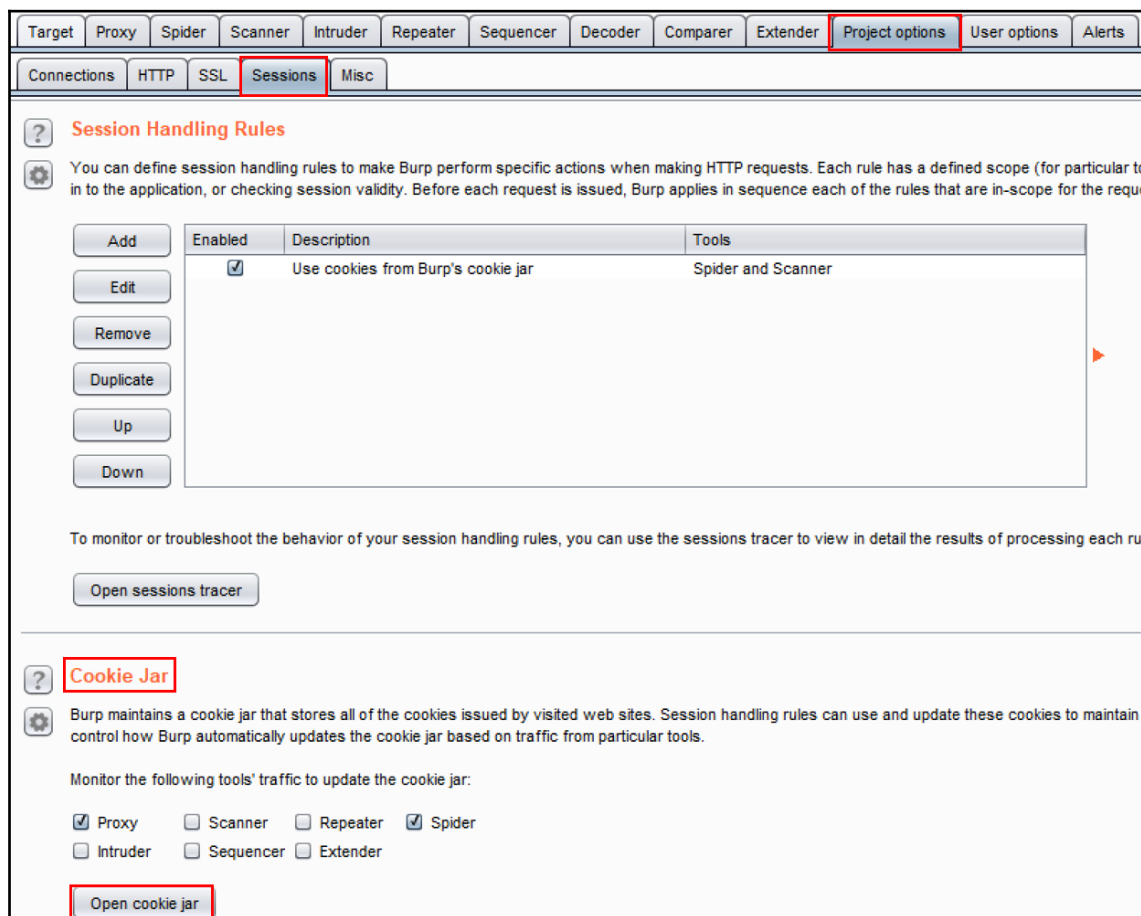 Target Proxy Spider Scanner Intruder Repeater Sequencer Decoder Comparer Extender Project options User options Alerts
Connections HTTP SSL Sessions Misc
? Session Handling Rules
You can define session handling rules to make Burp perform specific actions when making HTTP requests. Each rule has a defined scope (for particular
in to the application, or checking session validity. Before each request is issued, Burp applies in sequence each of the rules that are in-scope for the
Add
Enabled Description Tools
Use cookies from Burp's cookie jar Spider and Scanner
Edit
Remove
Duplicate
Up
Down
To monitor or troubleshoot the behavior of your session handling rules, you can use the sessions tracer to view in detail the results of processing each
Open sessions tracer
? Cookie Jar
Burp maintains a cookie jar that stores all of the cookies issued by visited web sites. Session handling rules can use and update these cookies to maintain
control how Burp automatically updates the cookie jar based on traffic from particular tools.
Monitor the following tools' traffic to update the cookie jar:
Proxy Scanner Repeater Spider
Intruder Sequencer Extender
Open cookie jar